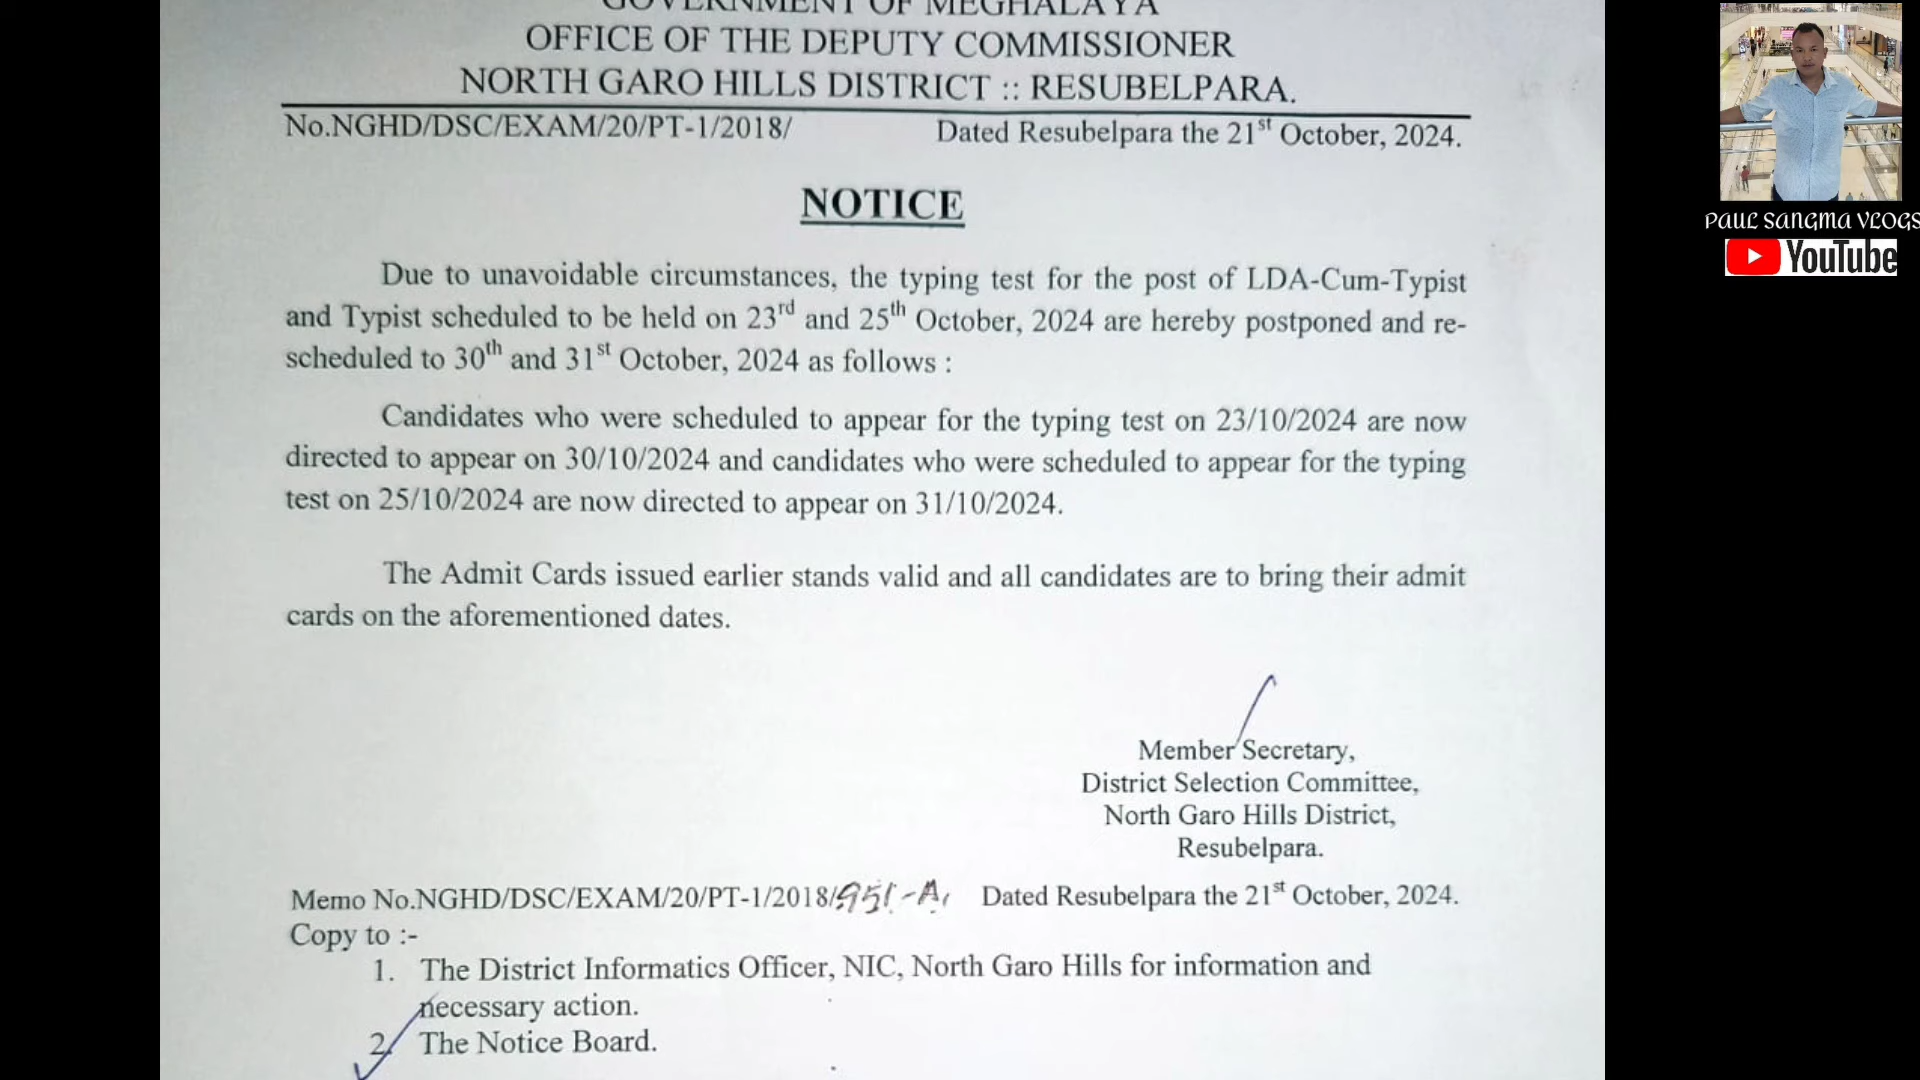 GOVERNMENT OF MEGHALAYA
OFFICE OF THE DEPUTY COMMISSIONER
NORTH GARO HILLS DISTRICT :: RESUBELPARA.
No.NGHD/DSC/EXAM/20/PT-1/2018/ Dated Resubelpara the 21st October, 2024.
NOTICE
Due to unavoidable circumstances, the typing test for the post of LDA-Cum-Typist
and Typist scheduled to be held on 23rd and 25th October, 2024 are hereby postponed and re-
scheduled to 30th and 31st October, 2024 as follows :
Candidates who were scheduled to appear for the typing test on 23/10/2024 are now
directed to appear on 30/10/2024 and candidates who were scheduled to appear for the typing
test on 25/10/2024 are now directed to appear on 31/10/2024.
The Admit Cards issued earlier stands valid and all candidates are to bring their admit
cards on the aforementioned dates.
Member Secretary,
District Selection Committee,
North Garo Hills District,
Resubelpara.
Memo No.NGHD/DSC/EXAM/20/PT-1/2018/951-A, Dated Resubelpara the 21st October, 2024.
Copy to :-
1. The District Informatics Officer, NIC, North Garo Hills for information and
necessary action.
2. The Notice Board.
PAUL SANGMA VLOGS
YouTube